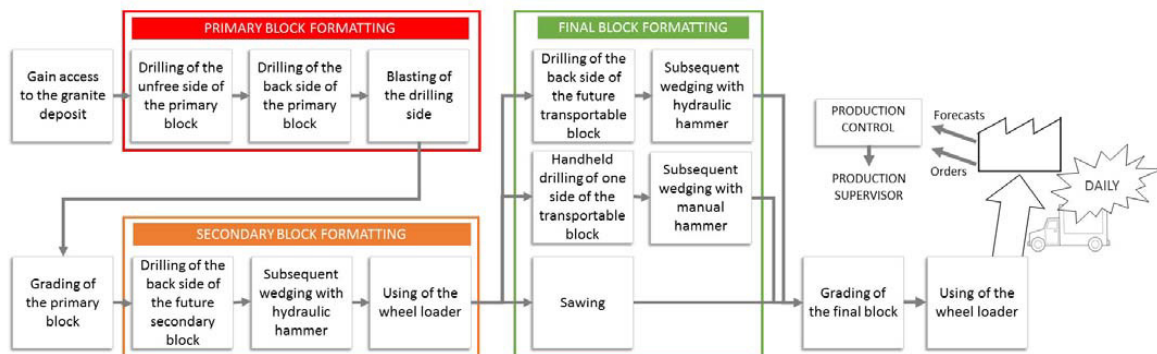 PRIMARY BLOCK FORMATTING
Gain access
to the granite
deposit
Drilling of the
unfree side of
the primary
block
Drilling of the
back side of
the primary
block
Blasting of
the drilling
side
Grading of
the primary
block
SECONDARY BLOCK FORMATTING
Drilling of the
back side of
the future
secondary
block
Subsequent
wedging with
hydraulic
hammer
Using of the
wheel loader
FINAL BLOCK FORMATTING
Drilling of the
back side of
the future
transportable
block
Subsequent
wedging with
hydraulic
hammer
Handheld
drilling of one
side of the
transportable
block
Subsequent
wedging with
manual
hammer
Sawing
Grading of
the final block
Using of the
wheel loader
PRODUCTION
CONTROL
Forecasts
Orders
PRODUCTION
SUPERVISOR
DAILY